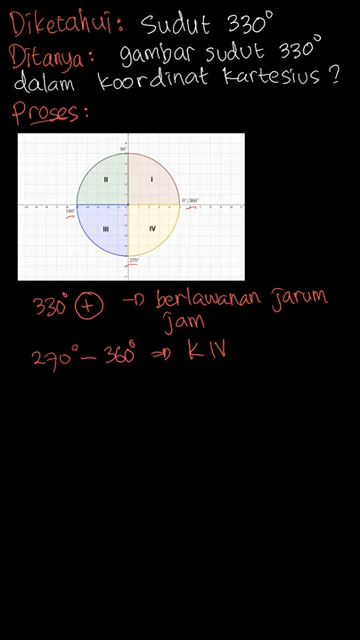 Diketahui: Sudut 330°
Ditanya: gambar sudut 330°
dalam koordinat kartesius ?
Proses:
90°
II I
180° 0°/360°
III IV
270°
330° + → berlawanan jarum
jam
270° - 360° ⇒ K IV